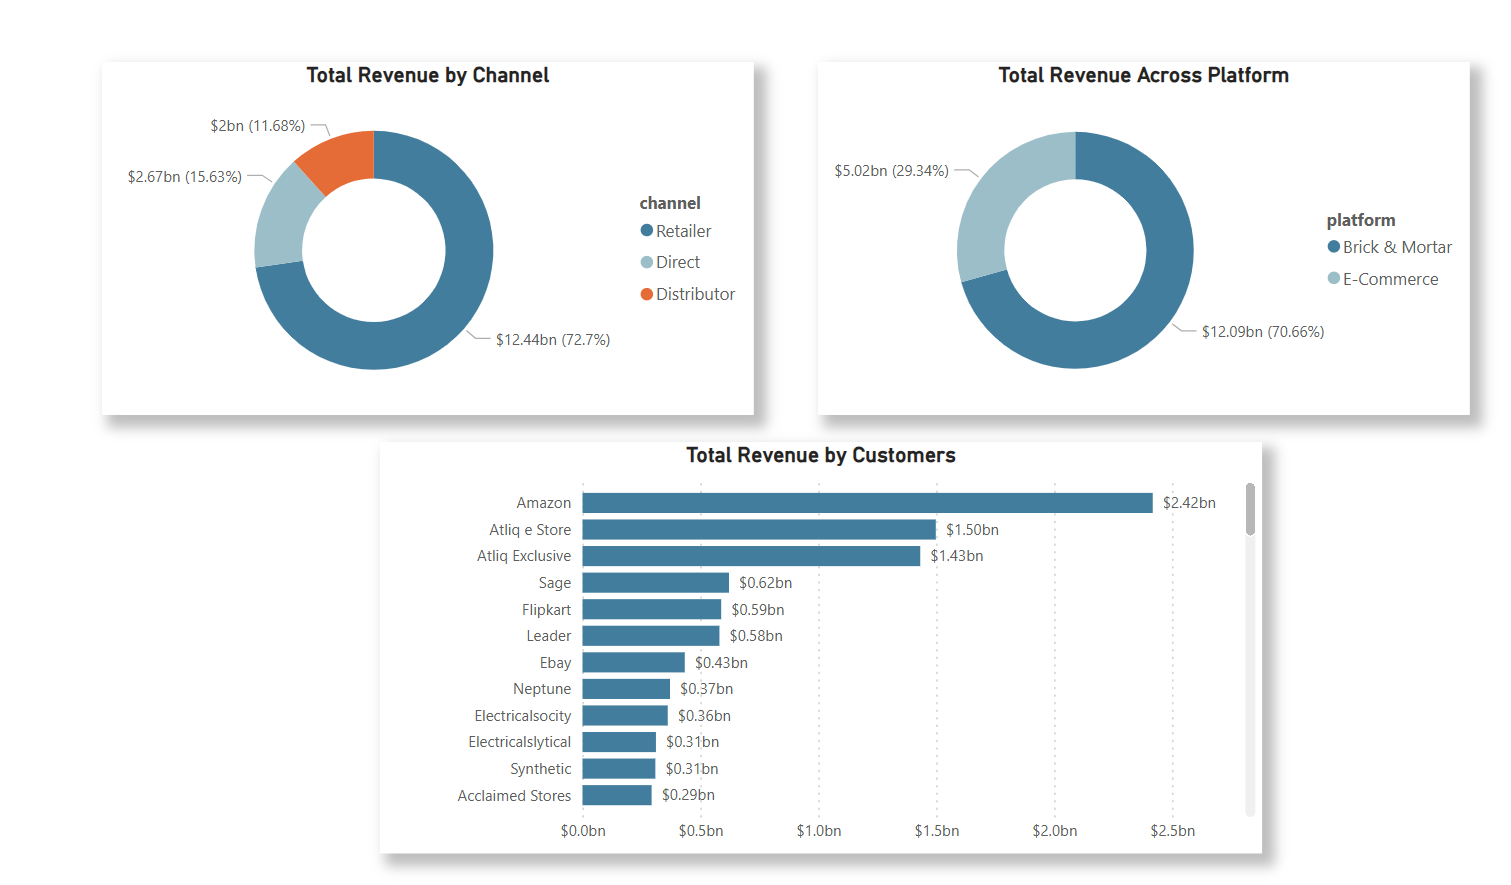 Total Revenue by Channel
$2bn (11.68%)
$2.67bn (15.63%)
$12.44bn (72.7%)
channel
Retailer
Direct
Distributor
Total Revenue Across Platform
$5.02bn (29.34%)
$12.09bn (70.66%)
platform
Brick & Mortar
E-Commerce
Total Revenue by Customers
Amazon $2.42bn
Atliq e Store $1.50bn
Atliq Exclusive $1.43bn
Sage $0.62bn
Flipkart $0.59bn
Leader $0.58bn
Ebay $0.43bn
Neptune $0.37bn
Electricalsocity $0.36bn
Electricalslytical $0.31bn
Synthetic $0.31bn
Acclaimed Stores $0.29bn
$0.0bn $0.5bn $1.0bn $1.5bn $2.0bn $2.5bn